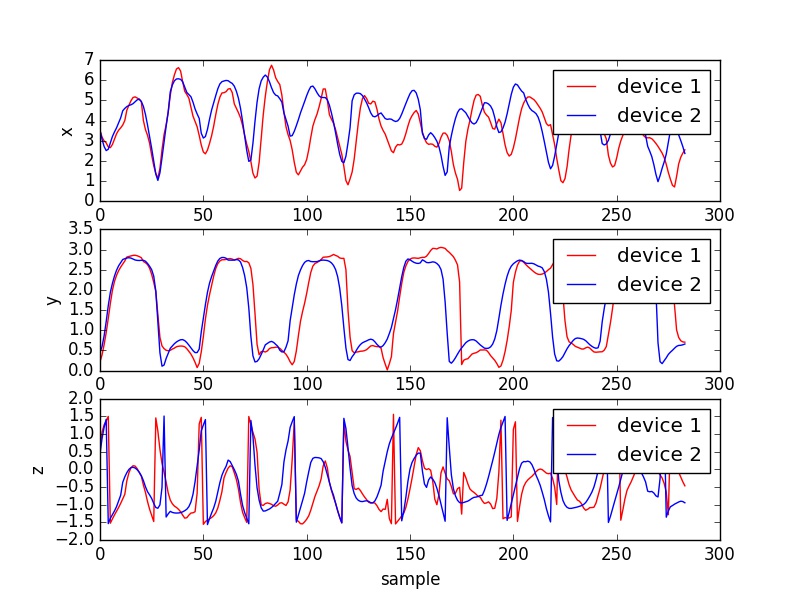 7
6
5
4
3
2
1
0
x
device 1
device 2
0 50 100 150 200 250 300
3.5
3.0
2.5
2.0
1.5
1.0
0.5
0.0
y
device 1
device 2
0 50 100 150 200 250 300
2.0
1.5
1.0
0.5
0.0
−0.5
−1.0
−1.5
−2.0
z
device 1
device 2
0 50 100 150 200 250 300
sample